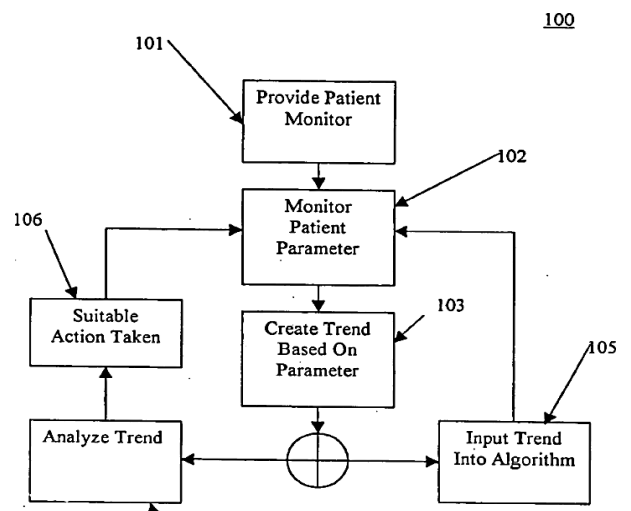 100
101
Provide Patient
Monitor
102
Monitor
Patient
Parameter
106
Suitable
Action Taken
103
Create Trend
Based On
Parameter
105
Analyze Trend
Input Trend
Into Algorithm